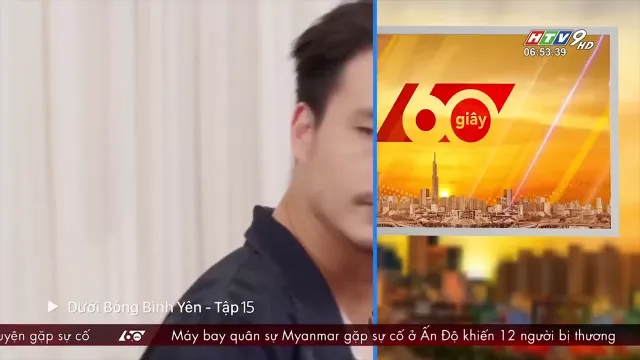 HTV9 HD
06:53:39
60 giây
Dưới Bóng Bình Yên - Tập 15
uyên gặp sự cố 60 Máy bay quân sự Myanmar gặp sự cố ở Ấn Độ khiến 12 người bị thương